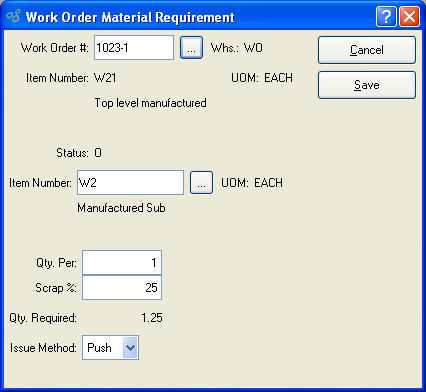 Work Order Material Requirement
Work Order #: 1023-1 ... Whs.: WO Cancel
Item Number: W21 UOM: EACH Save
Top level manufactured
Status: O
Item Number: W2 ... UOM: EACH
Manufactured Sub
Qty. Per: 1
Scrap %: 25
Qty. Required: 1.25
Issue Method: Push